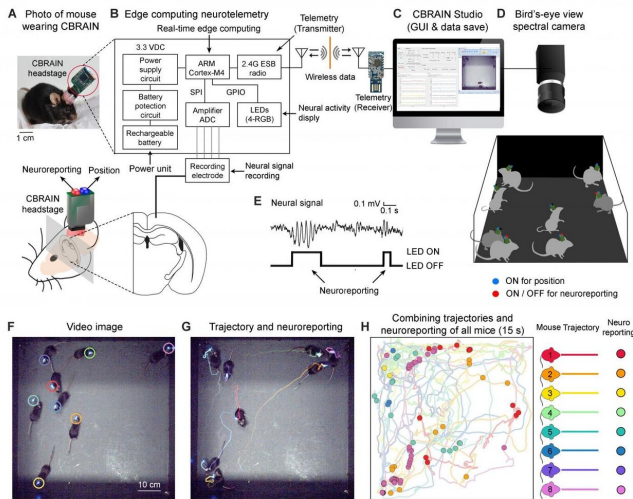 A Photo of mouse
wearing CBRAIN
CBRAIN
headstage
1 cm
Neuroreporting
Position
CBRAIN
headstage
B Edge computing neurotelemetry
Real-time edge computing
Telemetry
(Transmitter)
3.3 VDC
Power
supply
circuit
ARM
Cortex-M4
2.4G ESB
radio
Wireless data
SPI
GPIO
Battery
potection
circuit
Amplifier
ADC
LEDs
(4-RGB)
Neural activity
disply
Rechargeable
battery
Power unit
Recording
electrode
Neural signal
recording
Telemetry
(Receiver)
C CBRAIN Studio
(GUI & data save)
D Bird's-eye view
spectral camera
E
Neural signal
0.1 mV
0.1 s
LED ON
LED OFF
Neuroreporting
ON for position
ON / OFF for neuroreporting
F Video image
10 cm
G Trajectory and neuroreporting
H Combining trajectories and
neuroreporting of all mice (15 s)
Mouse Trajectory
Neuro
reporting
1
2
3
4
5
6
7
8